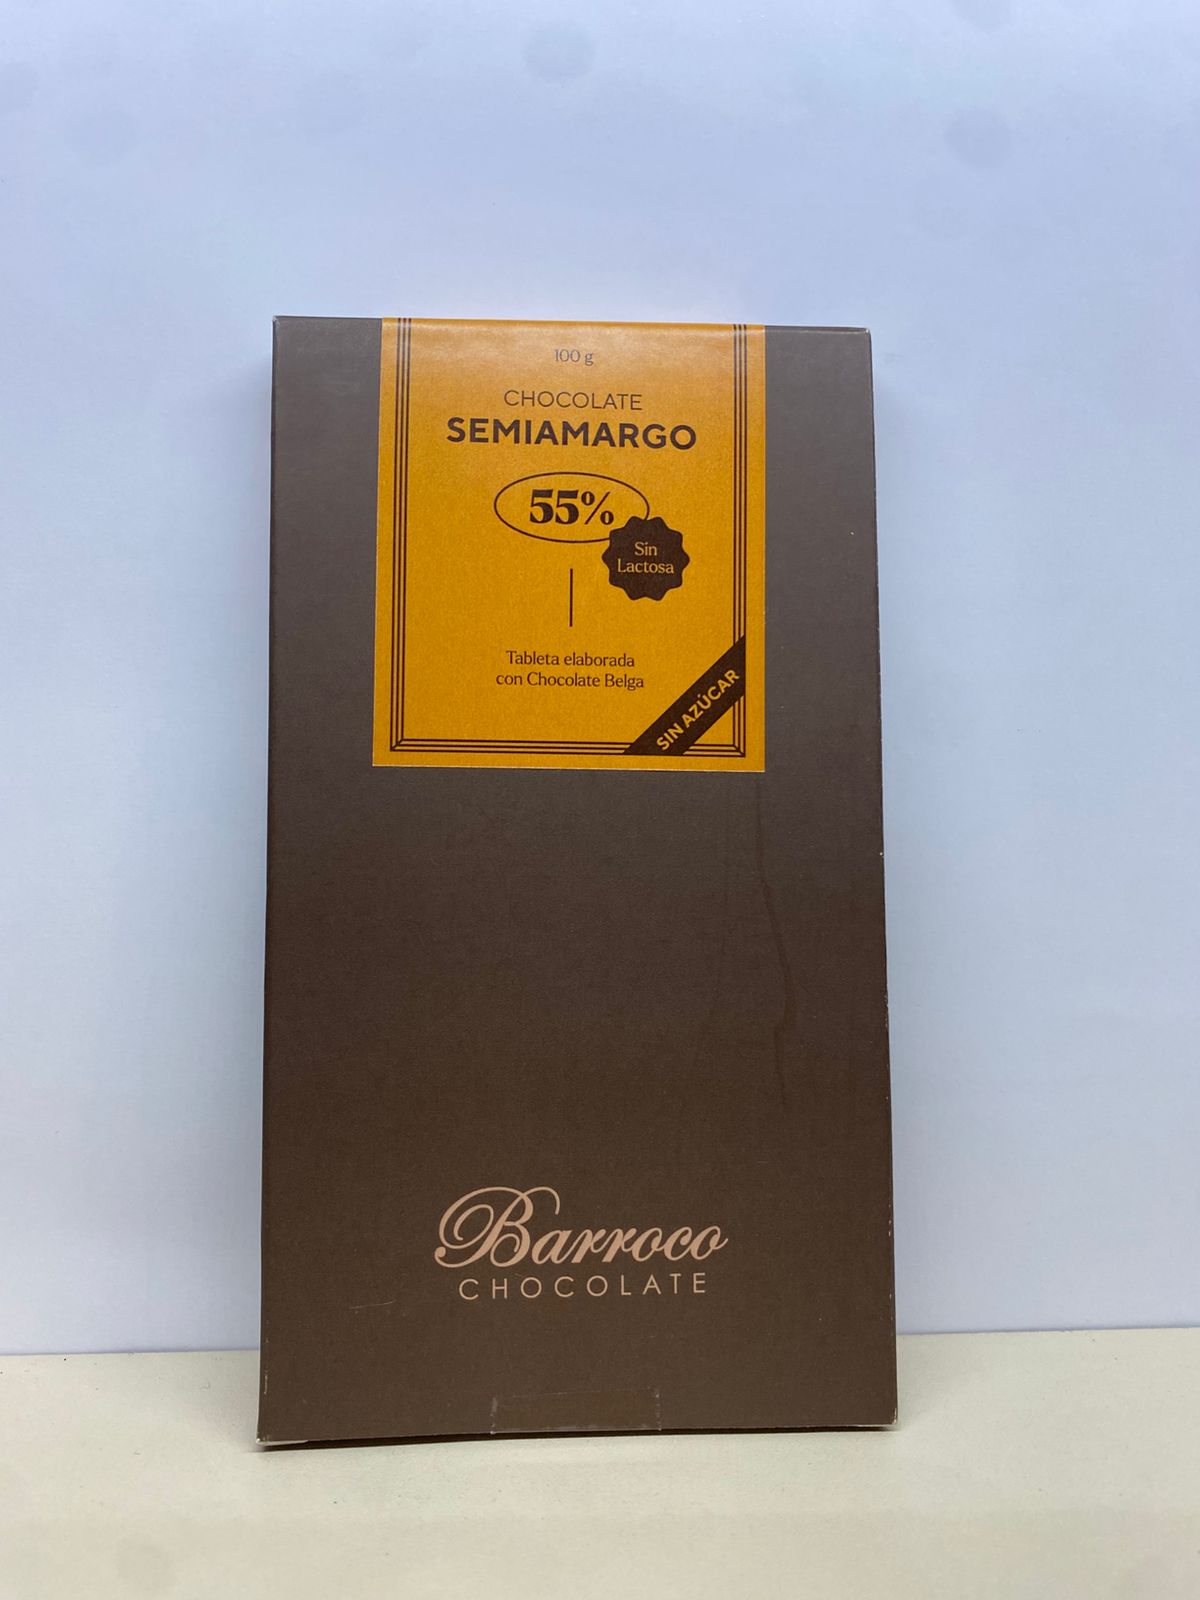 100 g
CHOCOLATE
SEMIAMARGO
55%
Sin
Lactosa
Tableta elaborada
con Chocolate Belga
SIN AZÚCAR
Barroco
CHOCOLATE